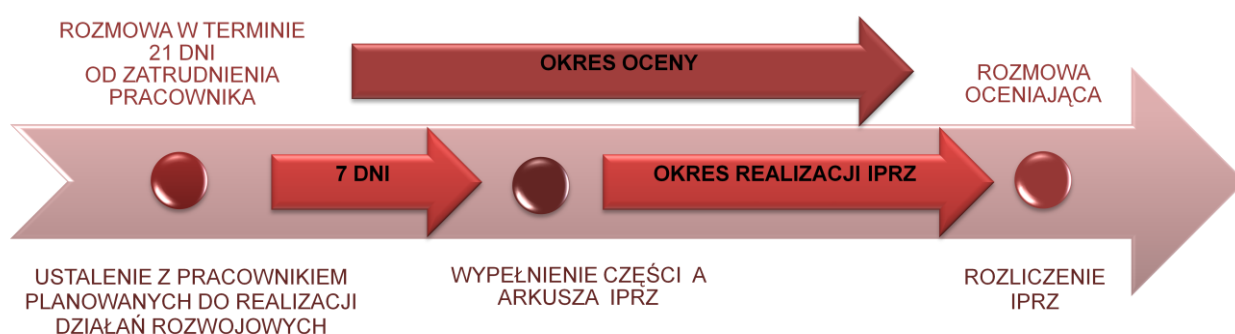 ROZMOWA W TERMINIE
21 DNI
OD ZATRUDNIENIA
PRACOWNIKA
OKRES OCENY
ROZMOWA
OCENIAJĄCA
7 DNI
OKRES REALIZACJI IPRZ
USTALENIE Z PRACOWNIKIEM
PLANOWANYCH DO REALIZACJI
DZIAŁAŃ ROZWOJOWYCH
WYPEŁNIENIE CZĘŚCI A
ARKUSZA IPRZ
ROZLICZENIE
IPRZ